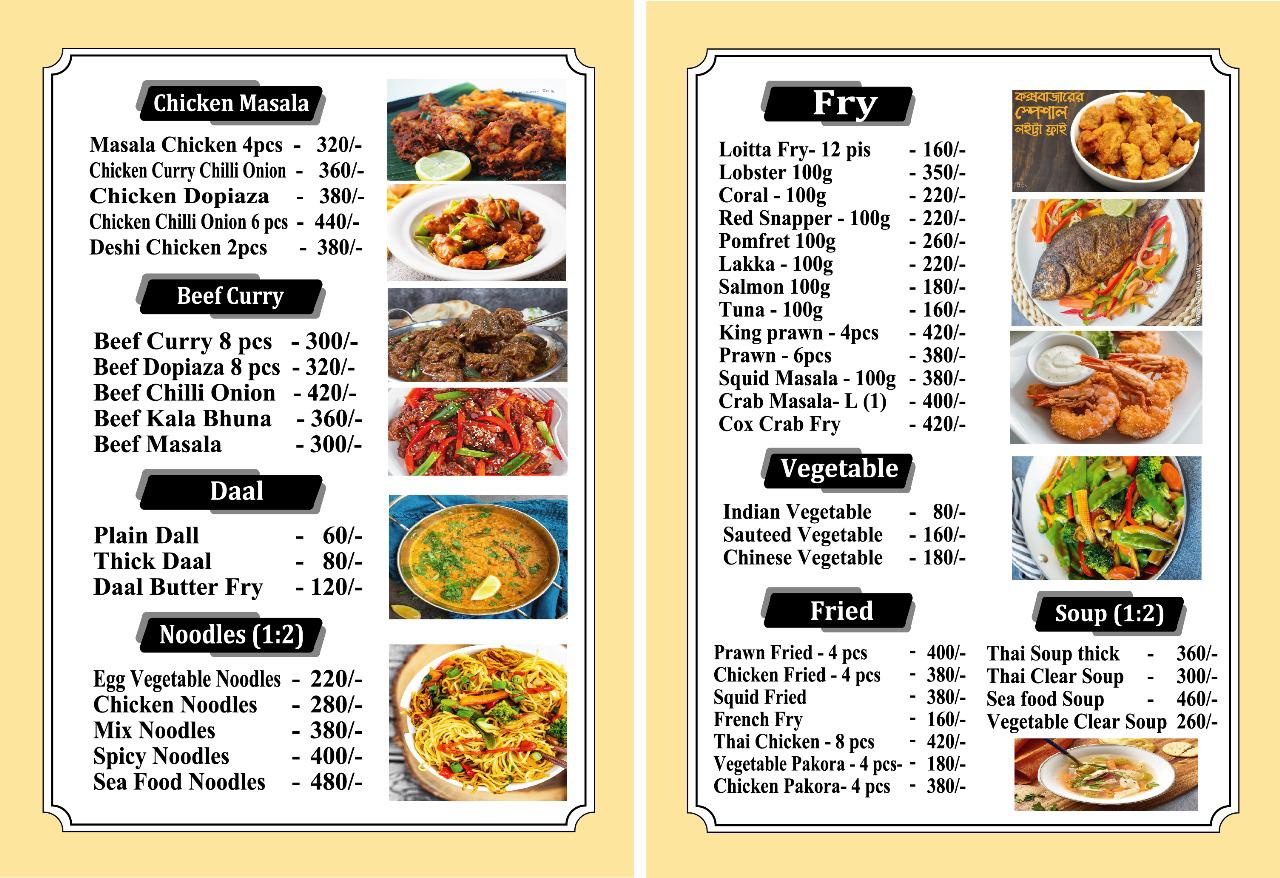 Chicken Masala
Masala Chicken 4pcs - 320/-
Chicken Curry Chilli Onion - 360/-
Chicken Dopiaza - 380/-
Chicken Chilli Onion 6 pcs - 440/-
Deshi Chicken 2pcs - 380/-
Beef Curry
Beef Curry 8 pcs - 300/-
Beef Dopiaza 8 pcs - 320/-
Beef Chilli Onion - 420/-
Beef Kala Bhuna - 360/-
Beef Masala - 300/-
Daal
Plain Dall - 60/-
Thick Daal - 80/-
Daal Butter Fry - 120/-
Noodles (1:2)
Egg Vegetable Noodles - 220/-
Chicken Noodles - 280/-
Mix Noodles - 380/-
Spicy Noodles - 400/-
Sea Food Noodles - 480/-
Fry
Loitta Fry- 12 pis - 160/-
Lobster 100g - 350/-
Coral - 100g - 220/-
Red Snapper - 100g - 220/-
Pomfret 100g - 260/-
Lakka - 100g - 220/-
Salmon 100g - 180/-
Tuna - 100g - 160/-
King prawn - 4pcs - 420/-
Prawn - 6pcs - 380/-
Squid Masala - 100g - 380/-
Crab Masala- L (1) - 400/-
Cox Crab Fry - 420/-
কক্সবাজারের
স্পেশাল
লইট্টা ফ্রাই
Vegetable
Indian Vegetable - 80/-
Sauteed Vegetable - 160/-
Chinese Vegetable - 180/-
Fried
Prawn Fried - 4 pcs - 400/-
Chicken Fried - 4 pcs - 380/-
Squid Fried - 380/-
French Fry - 160/-
Thai Chicken - 8 pcs - 420/-
Vegetable Pakora - 4 pcs- - 180/-
Chicken Pakora- 4 pcs - 380/-
Soup (1:2)
Thai Soup thick - 360/-
Thai Clear Soup - 300/-
Sea food Soup - 460/-
Vegetable Clear Soup 260/-